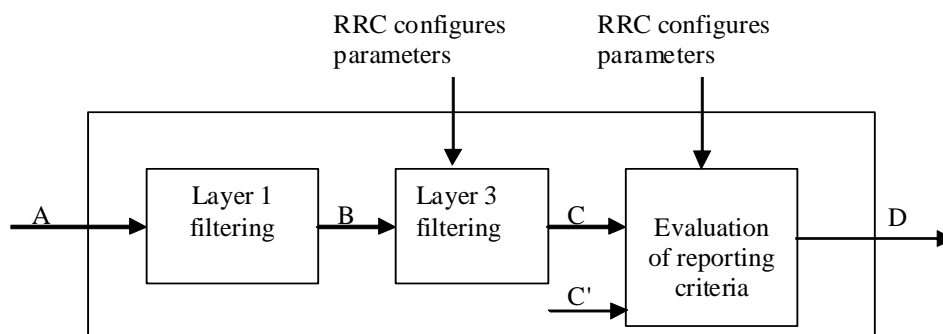 RRC configures
parameters
RRC configures
parameters
Layer 1
filtering
Layer 3
filtering
Evaluation
of reporting
criteria
A
B
C
C'
D